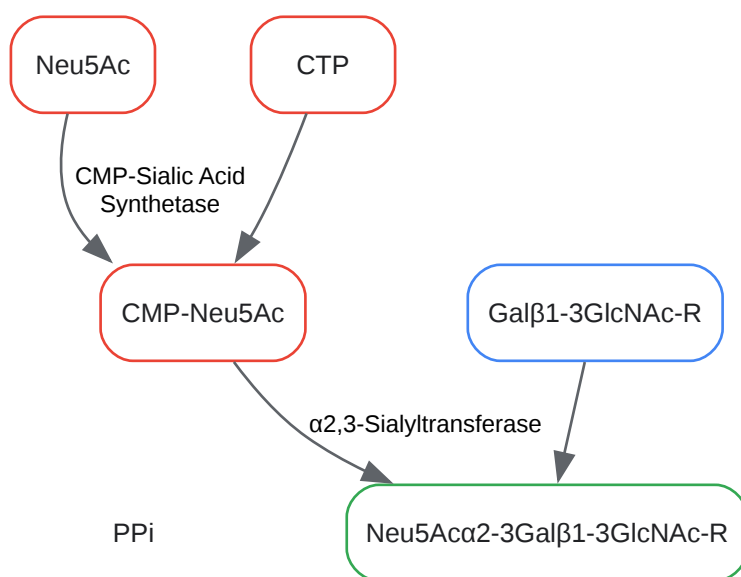 Neu5Ac
CTP
CMP-Sialic Acid
Synthetase
CMP-Neu5Ac
Galβ1-3GlcNAc-R
α2,3-Sialyltransferase
PPi
Neu5Acα2-3Galβ1-3GlcNAc-R